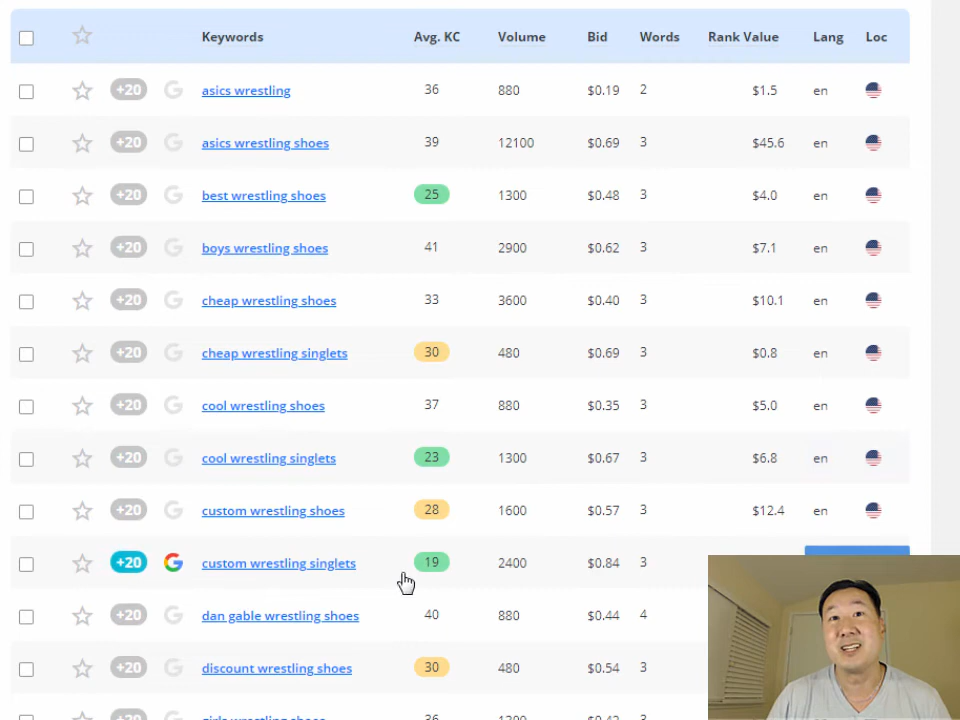 Keywords Avg. KC Volume Bid Words Rank Value Lang Loc
+20 G asics wrestling 36 880 $0.19 2 $1.5 en
+20 G asics wrestling shoes 39 12100 $0.69 3 $45.6 en
+20 G best wrestling shoes 25 1300 $0.48 3 $4.0 en
+20 G boys wrestling shoes 41 2900 $0.62 3 $7.1 en
+20 G cheap wrestling shoes 33 3600 $0.40 3 $10.1 en
+20 G cheap wrestling singlets 30 480 $0.69 3 $0.8 en
+20 G cool wrestling shoes 37 880 $0.35 3 $5.0 en
+20 G cool wrestling singlets 23 1300 $0.67 3 $6.8 en
+20 G custom wrestling shoes 28 1600 $0.57 3 $12.4 en
+20 G custom wrestling singlets 19 2400 $0.84 3
+20 G dan gable wrestling shoes 40 880 $0.44 4
+20 G discount wrestling shoes 30 480 $0.54 3